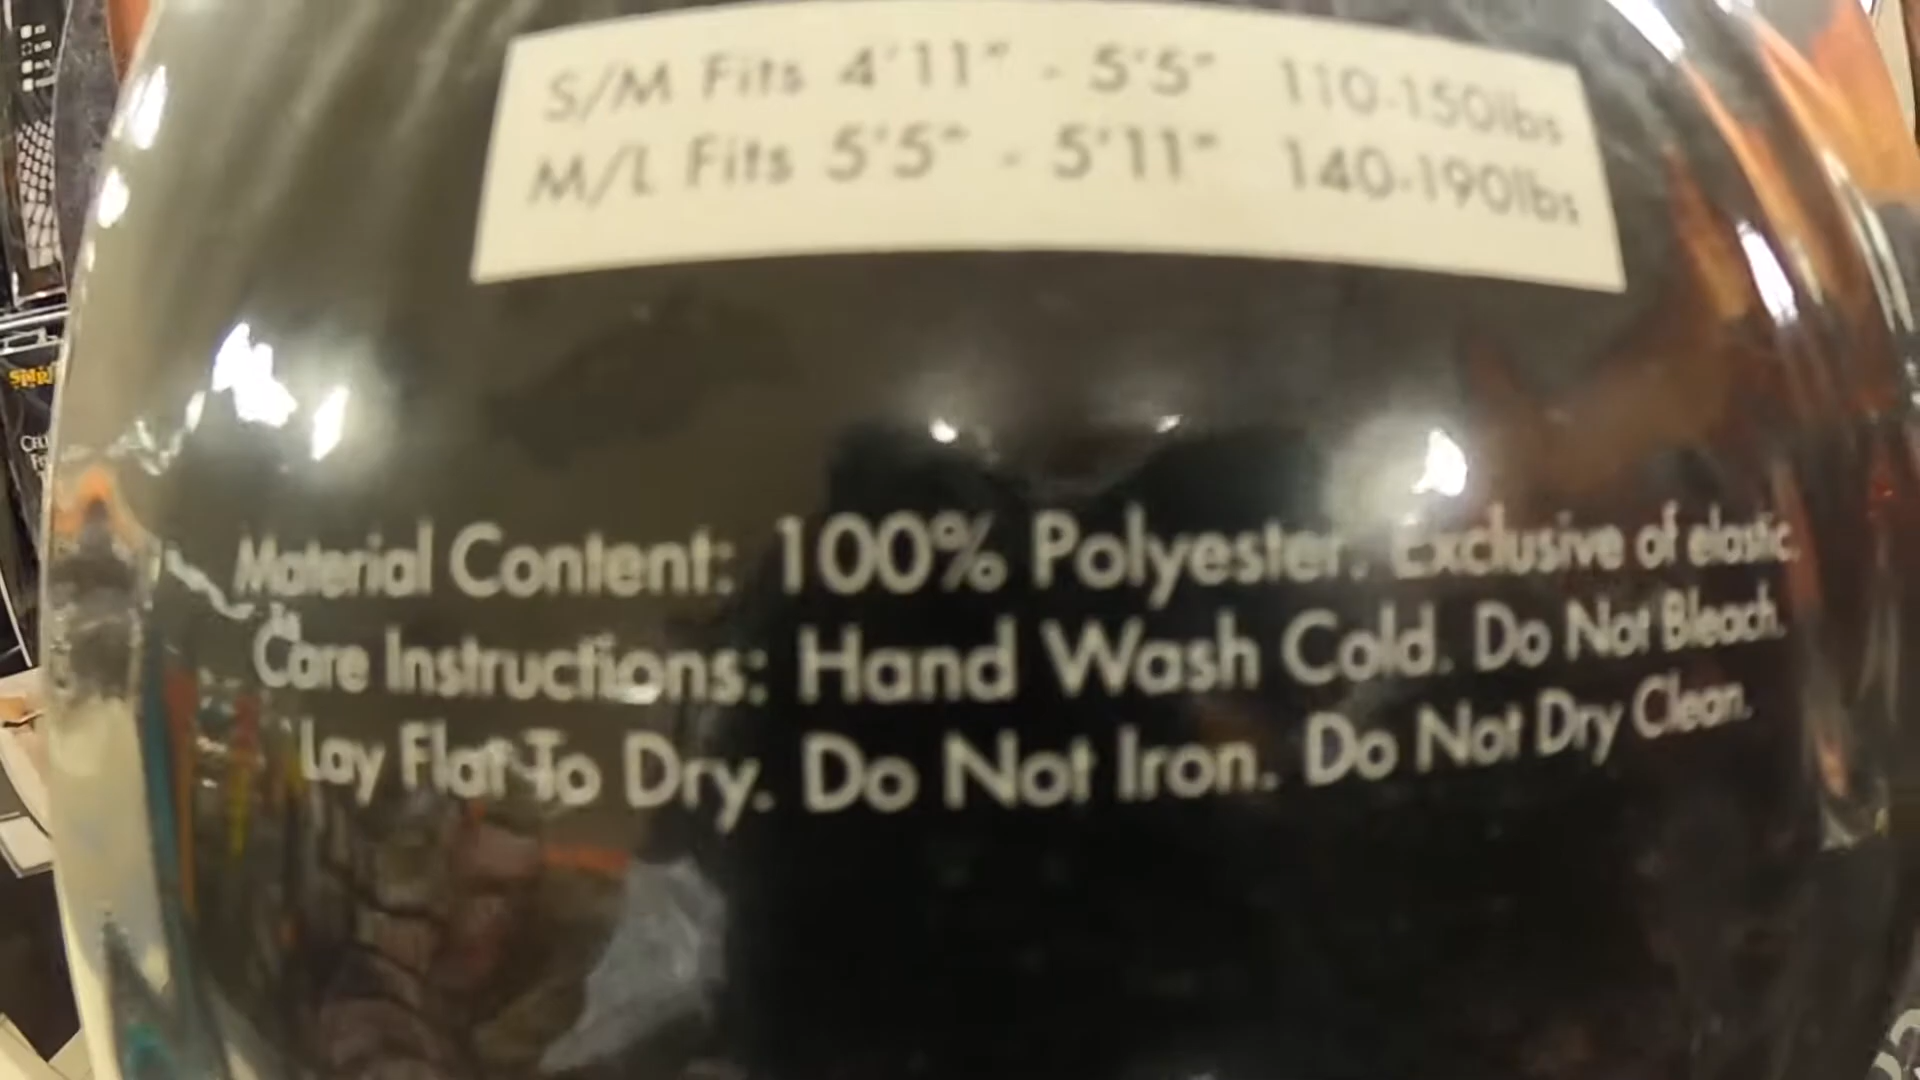 S/M Fits 4'11" - 5'5" 110-150lbs
M/L Fits 5'5" - 5'11" 140-190lbs
Material Content: 100% Polyester. Exclusive of elastic.
Care Instructions: Hand Wash Cold. Do Not Bleach.
Lay Flat To Dry. Do Not Iron. Do Not Dry Clean.